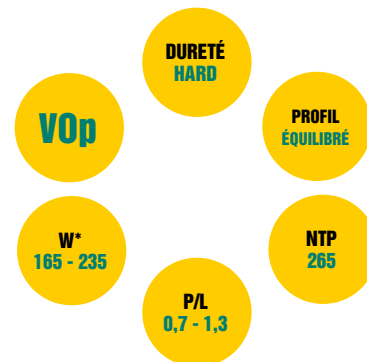 DURETÉ
HARD
VOp
PROFIL
ÉQUILIBRÉ
W*
165 - 235
NTP
265
P/L
0,7 - 1,3